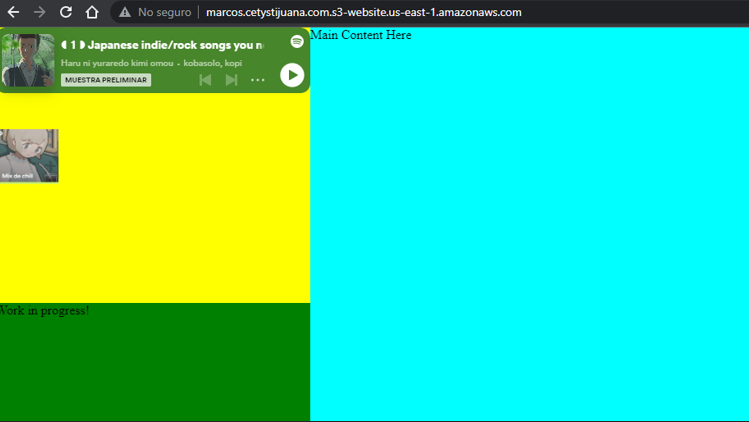 No seguro
marcos.cetystijuana.com.s3-website.us-east-1.amazonaws.com
1 Japanese indie/rock songs you n
Haru ni yuraredo kimi omou - kobasolo, kopi
MUESTRA PRELIMINAR
Mix de chill
Work in progress!
Main Content Here